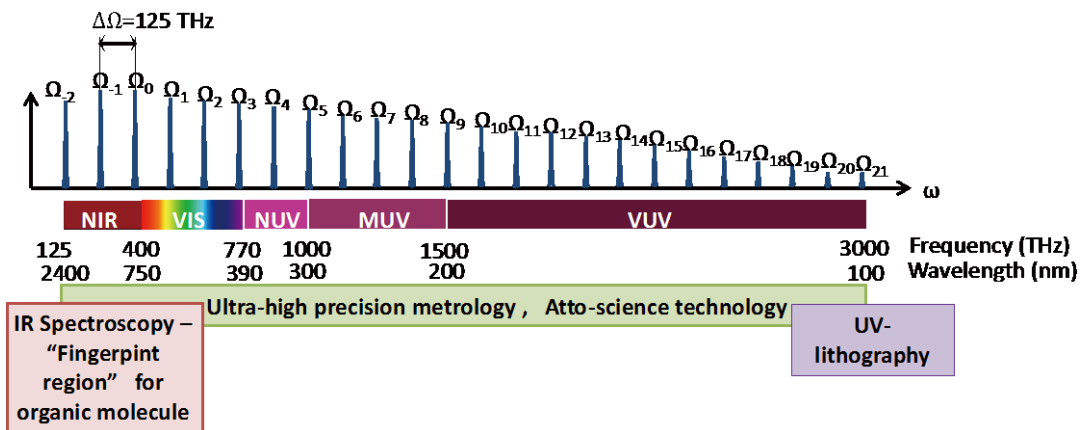 ΔΩ=125 THz
Ω-2 Ω-1 Ω0 Ω1 Ω2 Ω3 Ω4 Ω5 Ω6 Ω7 Ω8 Ω9 Ω10 Ω11 Ω12 Ω13 Ω14 Ω15 Ω16 Ω17 Ω18 Ω19 Ω20 Ω21
ω
NIR VIS NUV MUV VUV
125 400 770 1000 1500 3000 Frequency (THz)
2400 750 390 300 200 100 Wavelength (nm)
Ultra-high precision metrology , Atto-science technology
IR Spectroscopy –
“Fingerpint
region” for
organic molecule
UV-
lithography